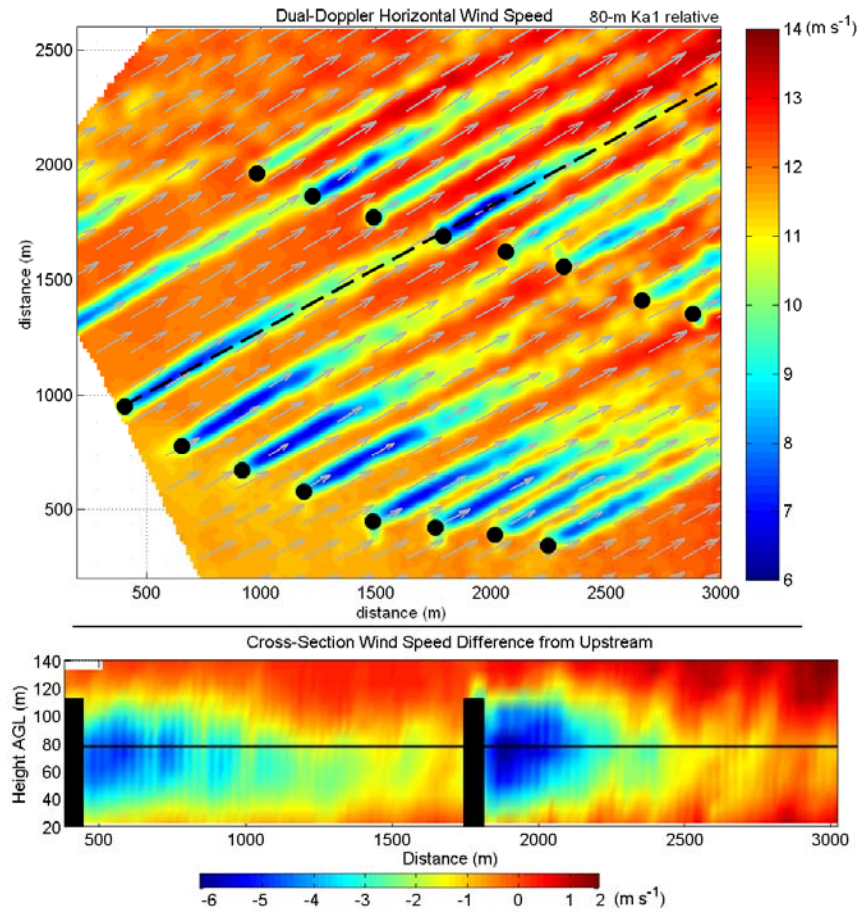 Dual-Doppler Horizontal Wind Speed 80-m Ka1 relative
14 (m s⁻¹)
13
12
11
10
9
8
7
6
distance (m)
2500
2000
1500
1000
500
500 1000 1500 2000 2500 3000
distance (m)
Cross-Section Wind Speed Difference from Upstream
Height AGL (m)
140
120
100
80
60
40
20
500 1000 1500 2000 2500 3000
Distance (m)
-6 -5 -4 -3 -2 -1 0 1 2 (m s⁻¹)